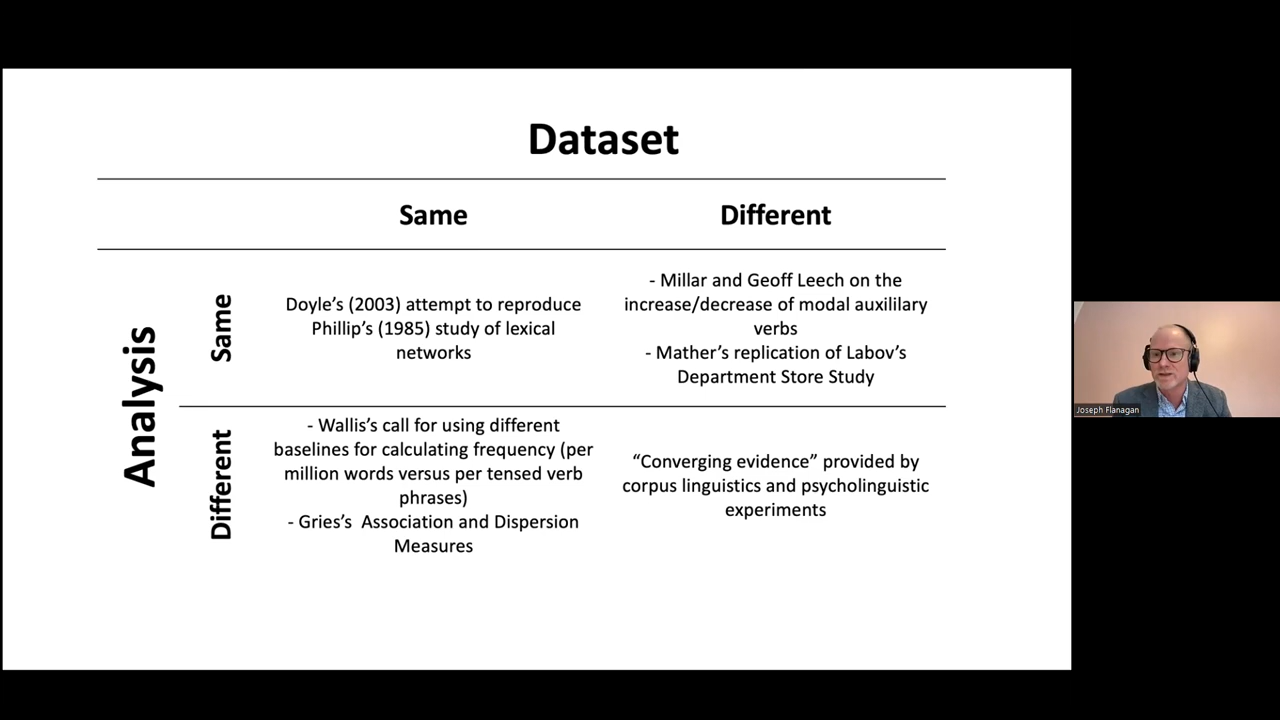 Dataset
Same
Different
Analysis
Same
Doyle’s (2003) attempt to reproduce
Phillip’s (1985) study of lexical
networks
- Millar and Geoff Leech on the
increase/decrease of modal auxililary
verbs
- Mather’s replication of Labov’s
Department Store Study
Different
- Wallis’s call for using different
baselines for calculating frequency (per
million words versus per tensed verb
phrases)
- Gries’s  Association and Dispersion
Measures
“Converging evidence” provided by
corpus linguistics and psycholinguistic
experiments
Joseph Flanagan